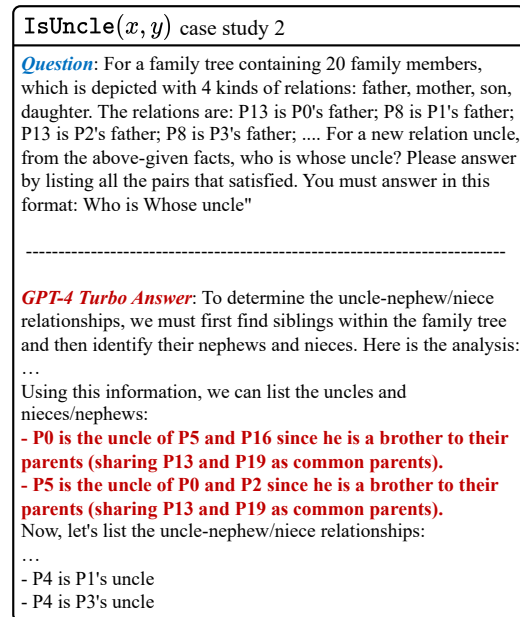 IsUncle(x, y) case study 2
Question: For a family tree containing 20 family members,
which is depicted with 4 kinds of relations: father, mother, son,
daughter. The relations are: P13 is P0's father; P8 is P1's father;
P13 is P2's father; P8 is P3's father; .... For a new relation uncle,
from the above-given facts, who is whose uncle? Please answer
by listing all the pairs that satisfied. You must answer in this
format: Who is Whose uncle"
--------------------------------------------------------------------------
GPT-4 Turbo Answer: To determine the uncle-nephew/niece
relationships, we must first find siblings within the family tree
and then identify their nephews and nieces. Here is the analysis:
…
Using this information, we can list the uncles and
nieces/nephews:
- P0 is the uncle of P5 and P16 since he is a brother to their
parents (sharing P13 and P19 as common parents).
- P5 is the uncle of P0 and P2 since he is a brother to their
parents (sharing P13 and P19 as common parents).
Now, let's list the uncle-nephew/niece relationships:
…
- P4 is P1's uncle
- P4 is P3's uncle